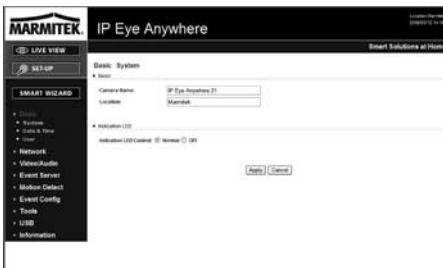 MARMITEK.
IP Eye Anywhere
Smart Solutions at Hom
LIVE VIEW
SET-UP
SMART WIZARD
Basic
System
Date & Time
User
Network
Video/Audio
Event Server
Motion Detect
Event Config
Tools
USB
Information
Basic System
Basic
Camera Name: IP Eye Anywhere 21
Location: Marmitek
Indication LED
Indication LED Control: Normal Off
Apply Cancel